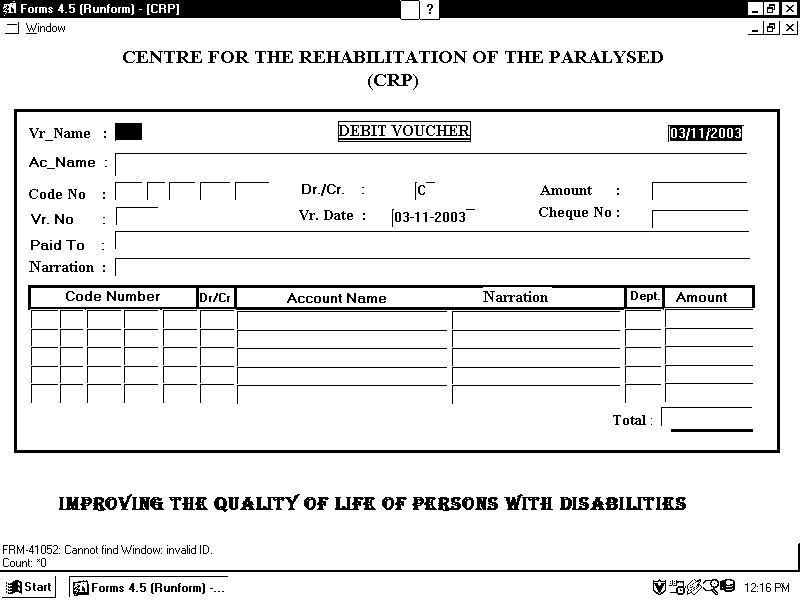 Forms 4.5 (Runform) - [CRP]
?
Window
CENTRE FOR THE REHABILITATION OF THE PARALYSED
(CRP)
Vr_Name : DEBIT VOUCHER 03/11/2003
Ac_Name :
Code No : Dr./Cr. : C Amount :
Vr. No : Vr. Date : 03-11-2003 Cheque No :
Paid To :
Narration :
Code Number Dr/Cr Account Name Narration Dept. Amount
Total :
IMPROVING THE QUALITY OF LIFE OF PERSONS WITH DISABILITIES
FRM-41052: Cannot find Window: invalid ID.
Count: *0
Start Forms 4.5 (Runform) -... 12:16 PM